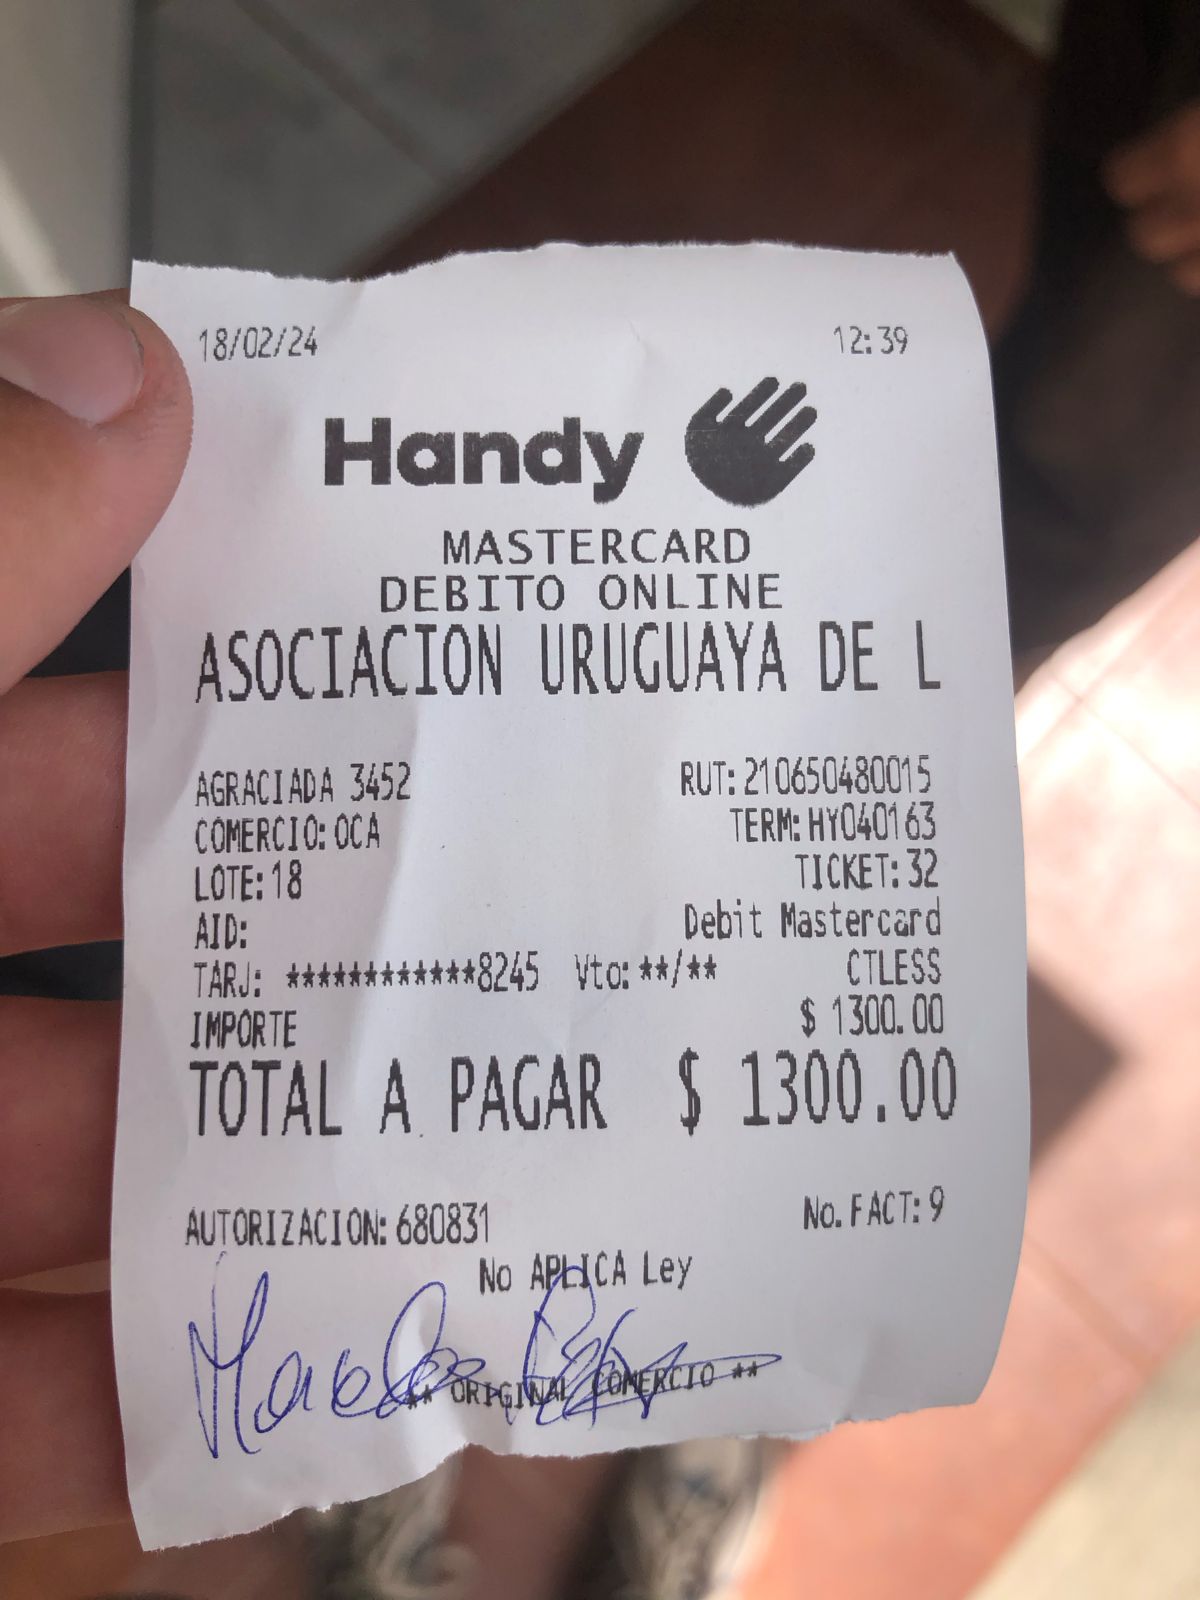 18/02/24 12:39
Handy
MASTERCARD
DEBITO ONLINE
ASOCIACION URUGUAYA DE L
AGRACIADA 3452 RUT:210650480015
COMERCIO:OCA TERM:HY040163
LOTE:18 TICKET:32
AID: Debit Mastercard
TARJ: ************8245 Vto:**/** CTLESS
IMPORTE $ 1300.00
TOTAL A PAGAR $ 1300.00
AUTORIZACION:680831 No.FACT:9
No APLICA Ley
** ORIGINAL COMERCIO **